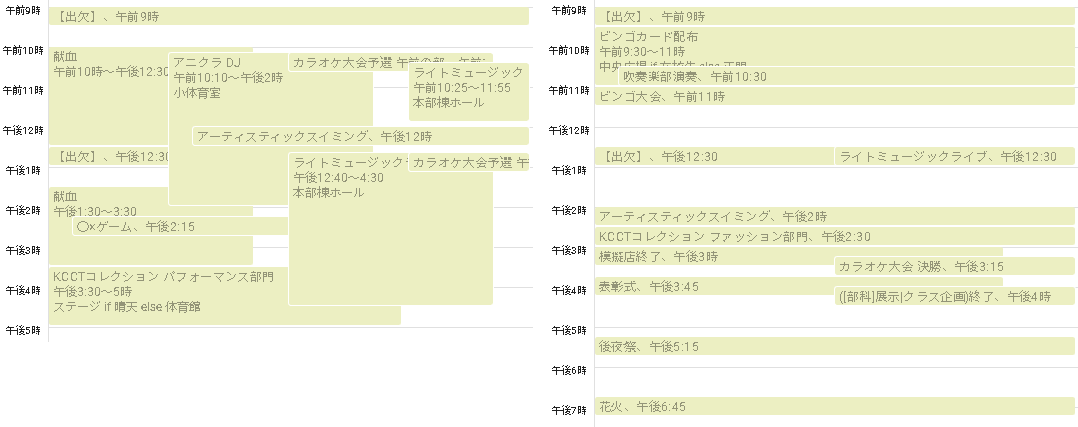 午前9時
【出欠】、午前9時
午前10時
献血
午前10時～午後12:30
アニクラ DJ
午前10:10～午後2時
小体育室
カラオケ大会予選 午前の部、午前
ライトミュージック
午前10:25～11:55
本部棟ホール
午前11時
午後12時
アーティスティックスイミング、午後12時
【出欠】、午後12:30
午後1時
ライトミュージック
午後12:40～4:30
本部棟ホール
カラオケ大会予選 午
献血
午後1:30～3:30
午後2時
〇×ゲーム、午後2:15
午後3時
KCCTコレクション パフォーマンス部門
午後3:30～5時
ステージ if 晴天 else 体育館
午後4時
午後5時
午前9時
【出欠】、午前9時
ビンゴカード配布
午前9:30～11時
中央広場 if 在校生 else 正門
午前10時
吹奏楽部演奏、午前10:30
午前11時
ビンゴ大会、午前11時
午後12時
【出欠】、午後12:30
ライトミュージックライブ、午後12:30
午後1時
午後2時
アーティスティックスイミング、午後2時
KCCTコレクション ファッション部門、午後2:30
午後3時
模擬店終了、午後3時
カラオケ大会 決勝、午後3:15
表彰式、午後3:45
午後4時
([部科]展示|クラス企画)終了、午後4時
午後5時
後夜祭、午後5:15
午後6時
花火、午後6:45
午後7時